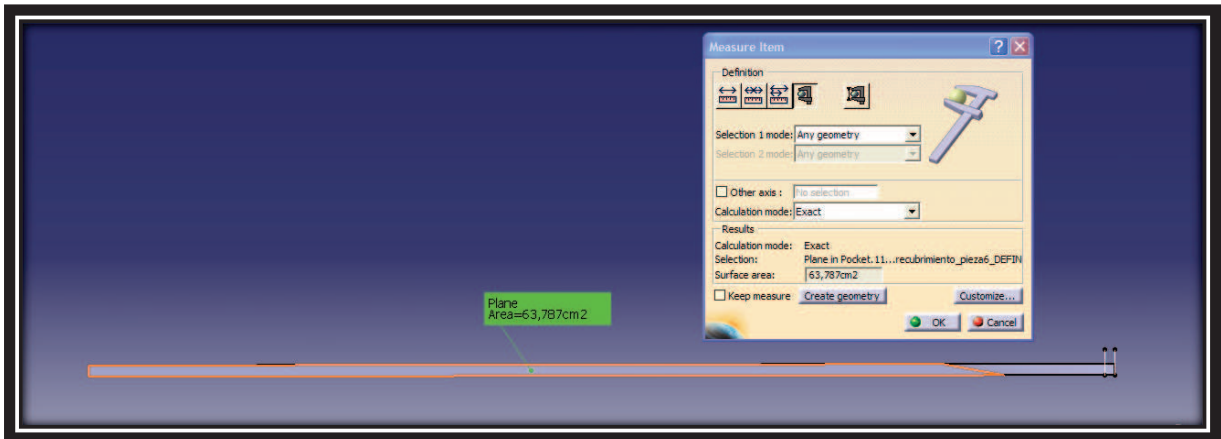 Measure Item
Definition
Selection 1 mode: Any geometry
Selection 2 mode: Any geometry
Other axis : No selection
Calculation mode: Exact
Results
Calculation mode: Exact
Selection: Plane in Pocket.11...recubrimiento_pieza6_DEFIN
Surface area: 63,787cm2
Keep measure Create geometry Customize...
OK Cancel
Plane
Area=63,787cm2